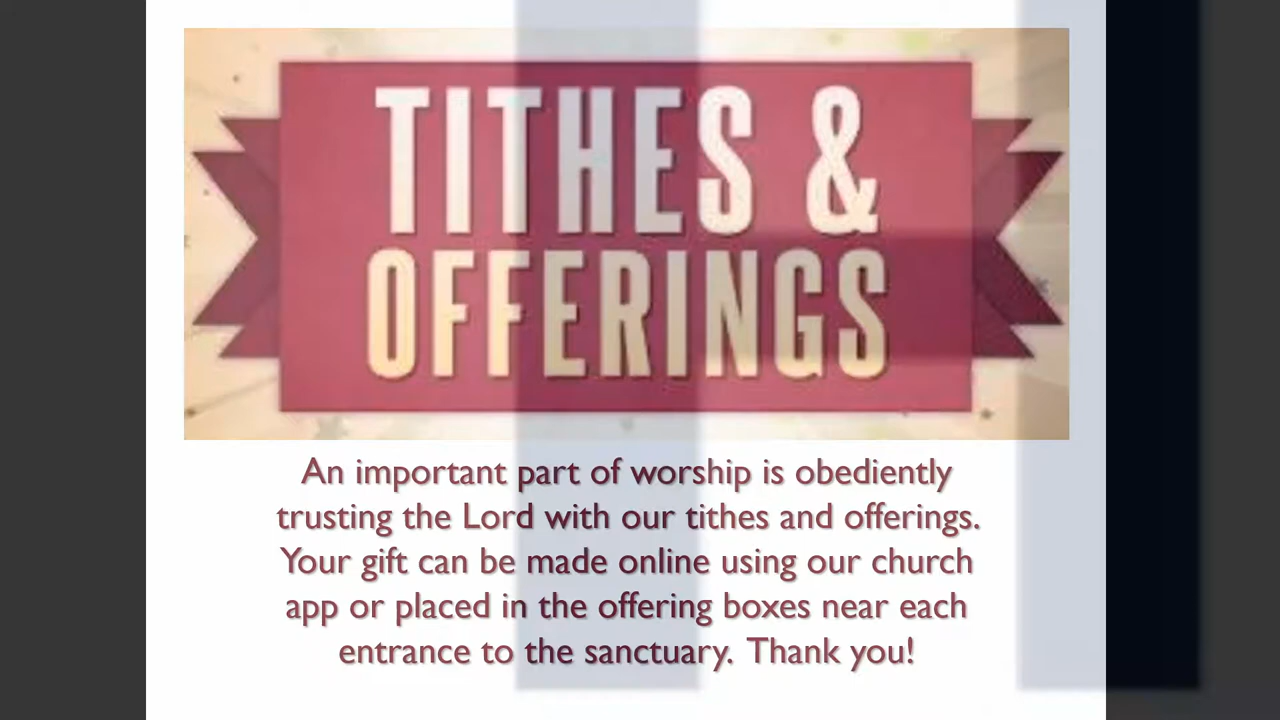 TITHES &
OFFERINGS
An important part of worship is obediently
trusting the Lord with our tithes and offerings.
Your gift can be made online using our church
app or placed in the offering boxes near each
entrance to the sanctuary. Thank you!